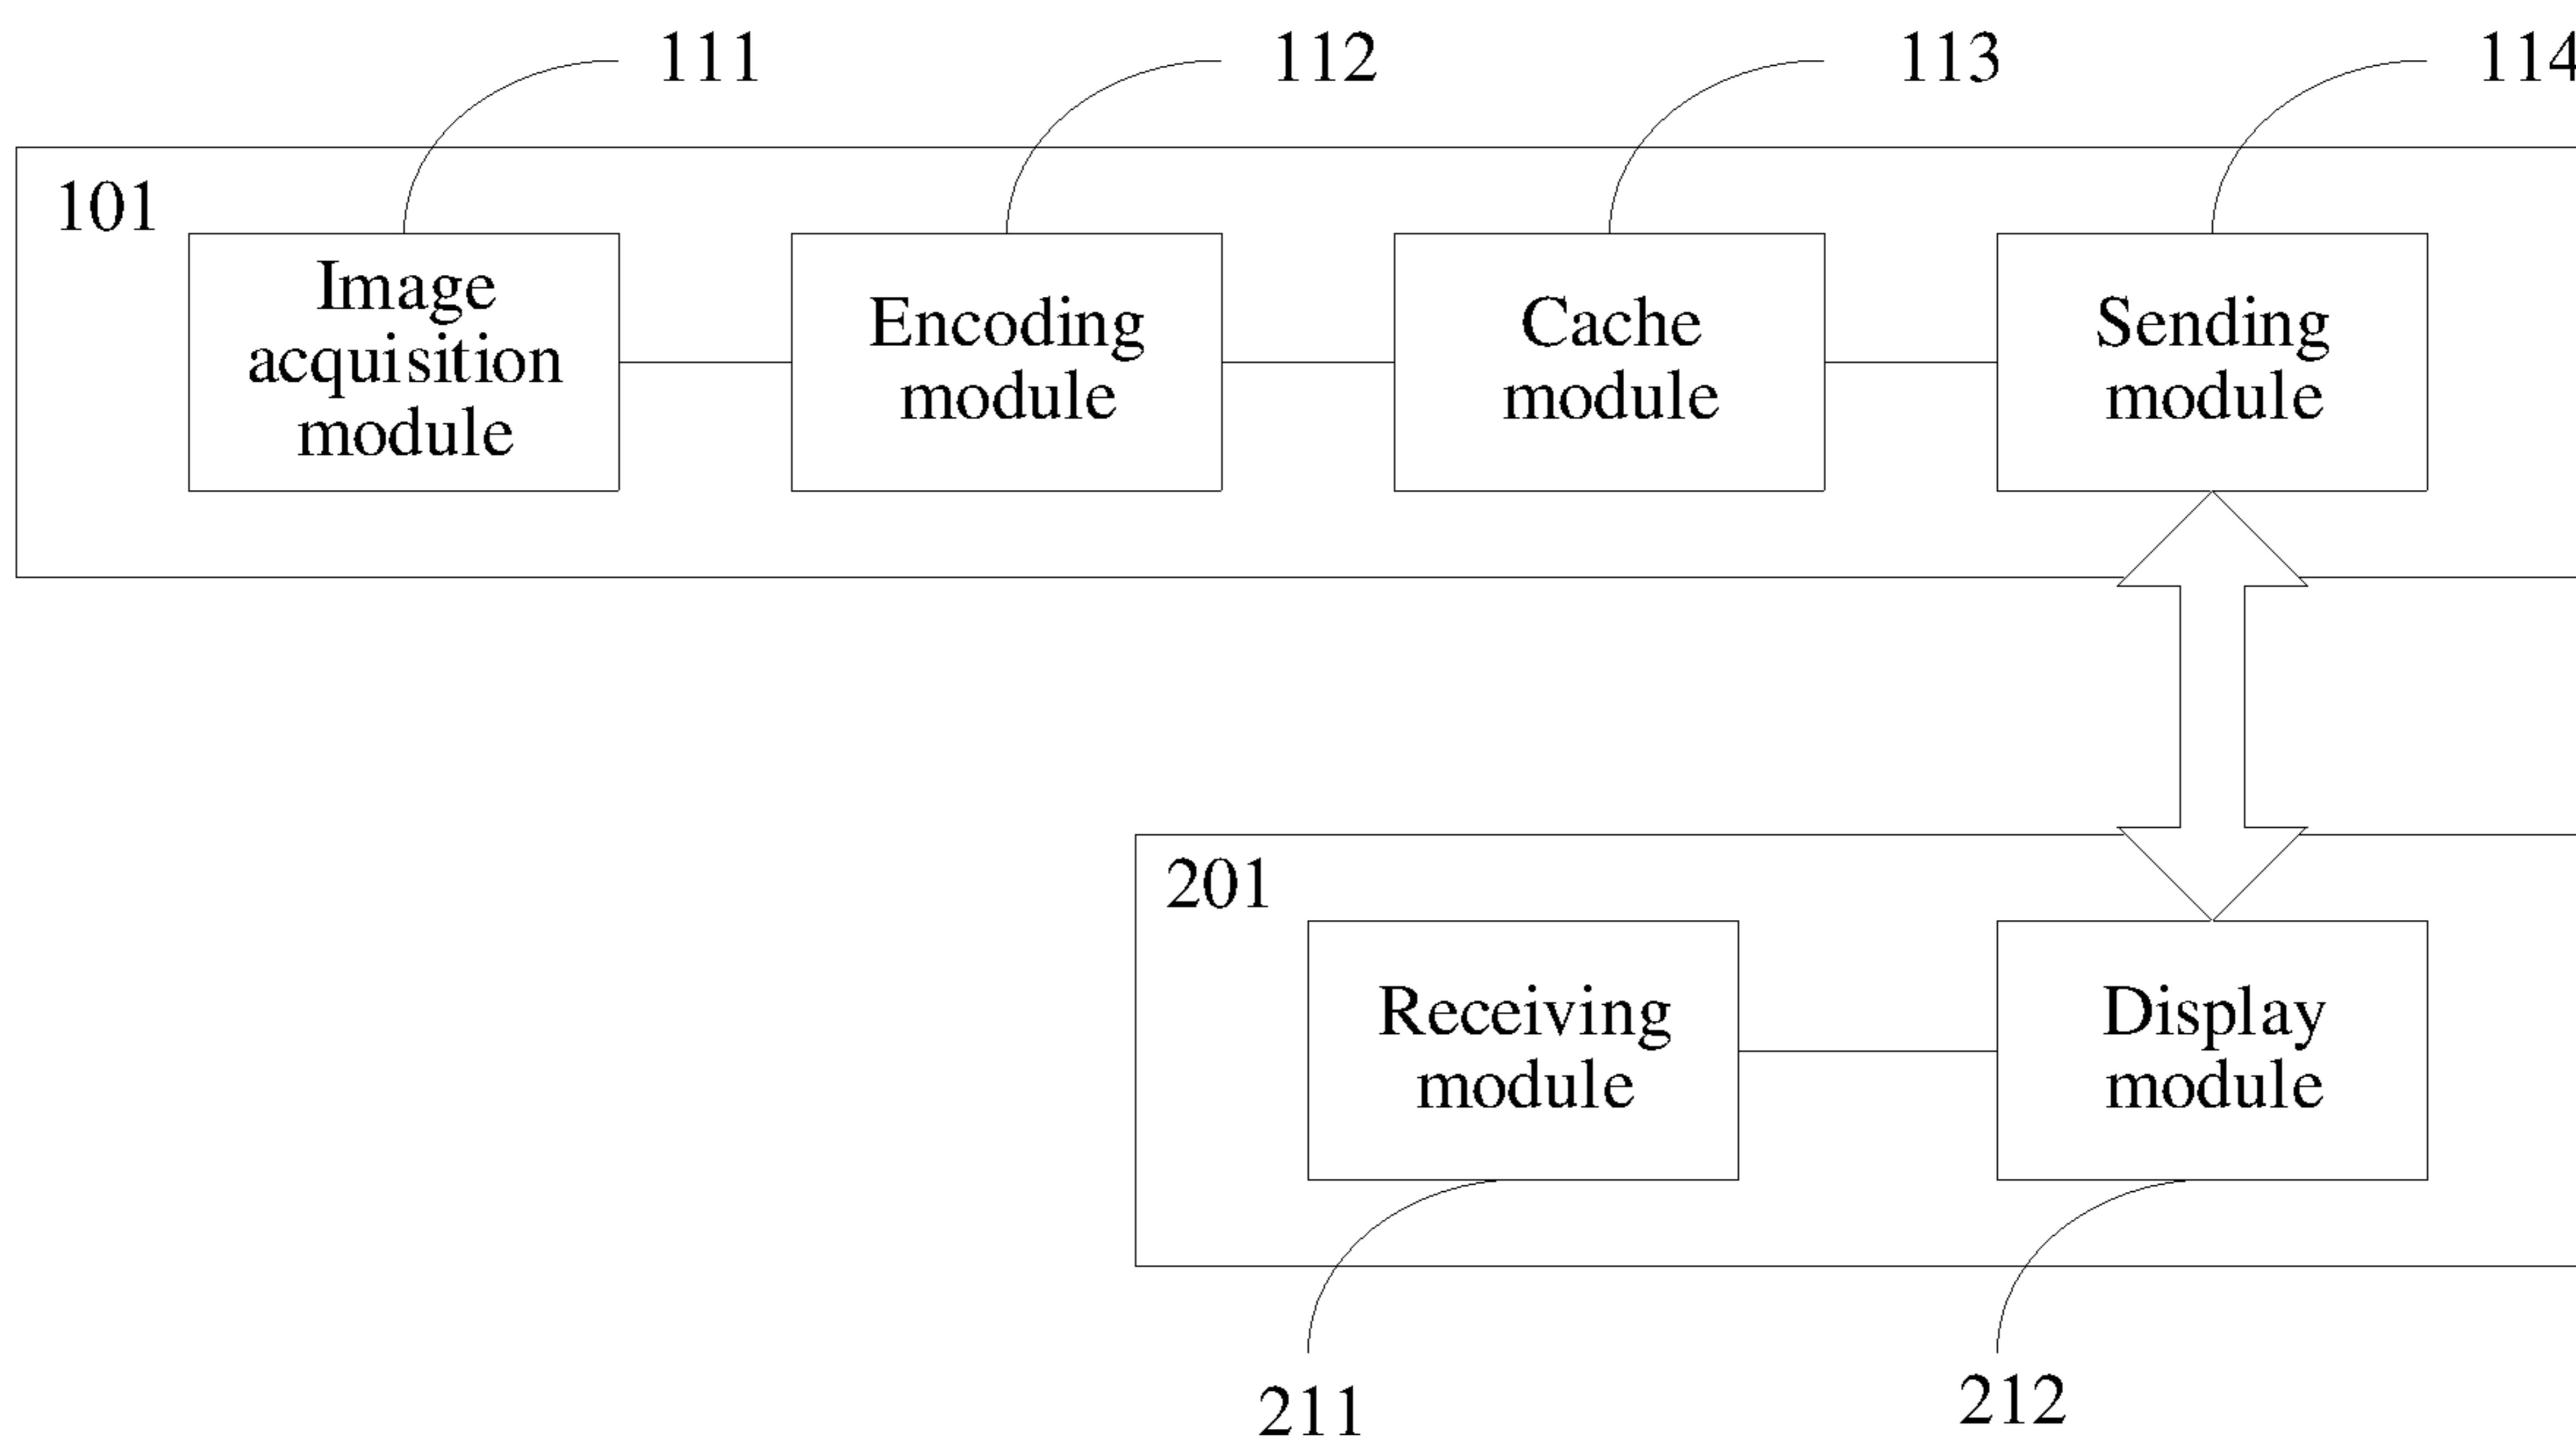 111
112
113
114
101
Image
acquisition
module
Encoding
module
Cache
module
Sending
module
201
Receiving
module
Display
module
211
212